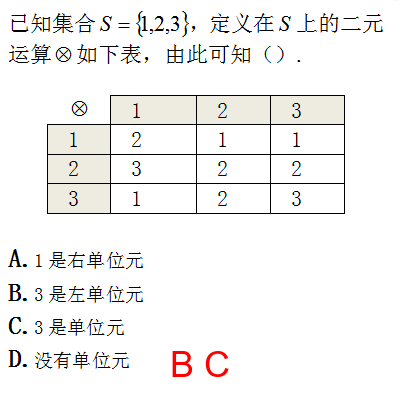 已知集合 S = {1,2,3}，定义在 S 上的二元
运算⊗如下表，由此可知（）.
⊗ 1 2 3
1 2 1 1
2 3 2 2
3 1 2 3
A. 1 是右单位元
B. 3 是左单位元
C. 3 是单位元
D. 没有单位元
B C